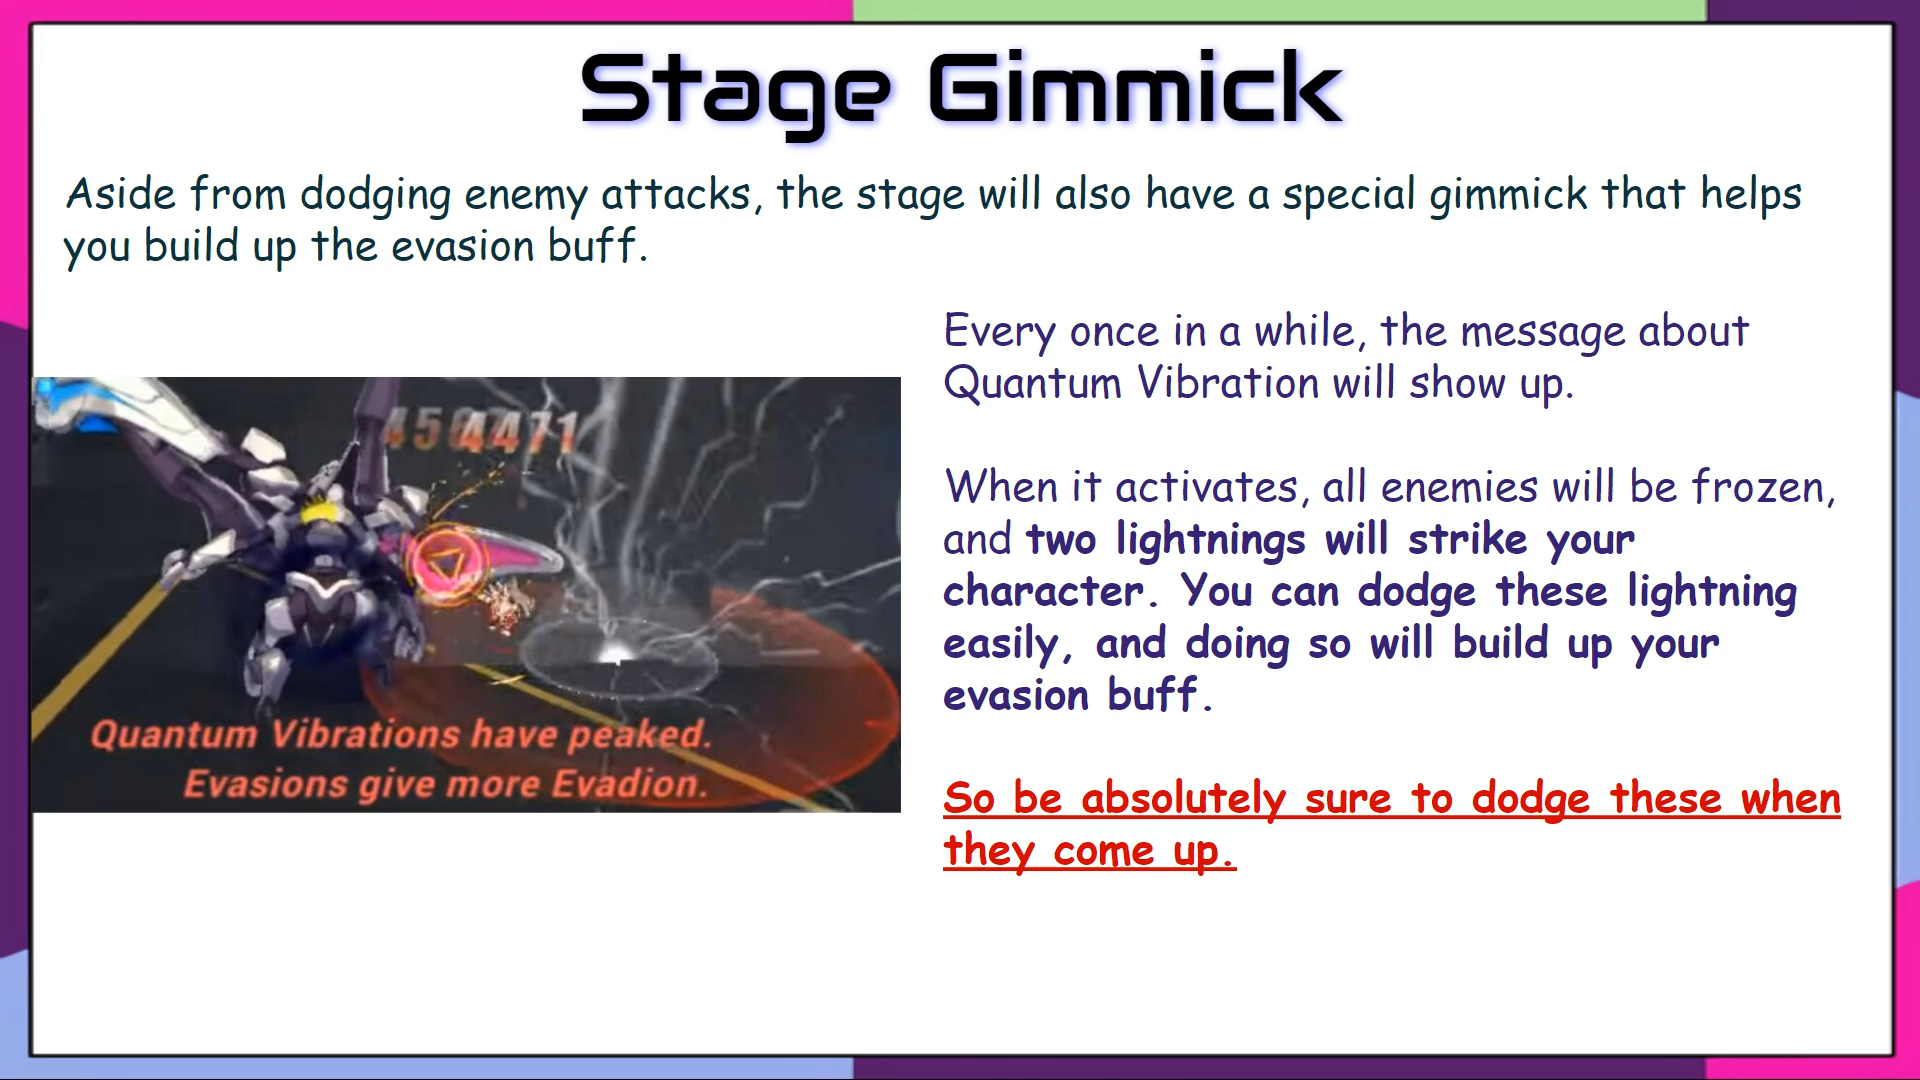 Stage Gimmick
Aside from dodging enemy attacks, the stage will also have a special gimmick that helps
you build up the evasion buff.
Every once in a while, the message about
Quantum Vibration will show up.
When it activates, all enemies will be frozen,
and two lightnings will strike your
character. You can dodge these lightning
easily, and doing so will build up your
evasion buff.
So be absolutely sure to dodge these when
they come up.
4471
Quantum Vibrations have peaked.
Evasions give more Evadion.